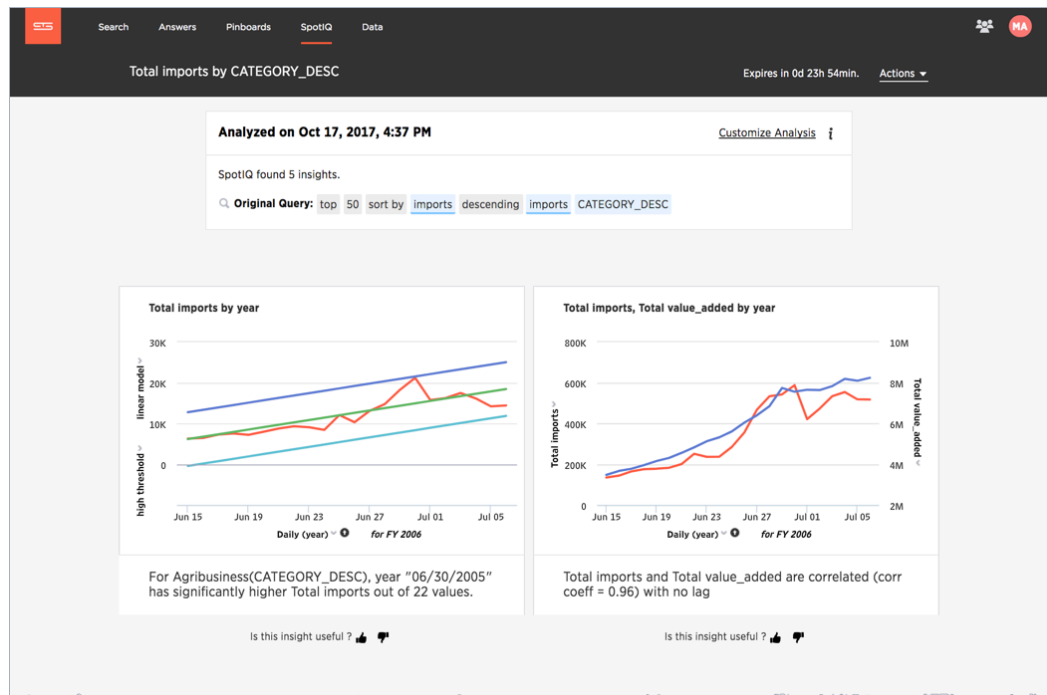 STS
Search Answers Pinboards SpotIQ Data
MA
Total imports by CATEGORY_DESC
Expires in 0d 23h 54min. Actions
Analyzed on Oct 17, 2017, 4:37 PM
Customize Analysis i
SpotIQ found 5 insights.
Original Query: top 50 sort by imports descending imports CATEGORY_DESC
Total imports by year
30K
20K
10K
0
linear model
high threshold
Jun 15 Jun 19 Jun 23 Jun 27 Jul 01 Jul 05
Daily (year) for FY 2006
For Agribusiness(CATEGORY_DESC), year "06/30/2005"
has significantly higher Total imports out of 22 values.
Is this insight useful ?
Total imports, Total value_added by year
800K
600K
400K
200K
0
Total imports
10M
8M
6M
4M
2M
Total value_added
Jun 15 Jun 19 Jun 23 Jun 27 Jul 01 Jul 05
Daily (year) for FY 2006
Total imports and Total value_added are correlated (corr
coeff = 0.96) with no lag
Is this insight useful ?